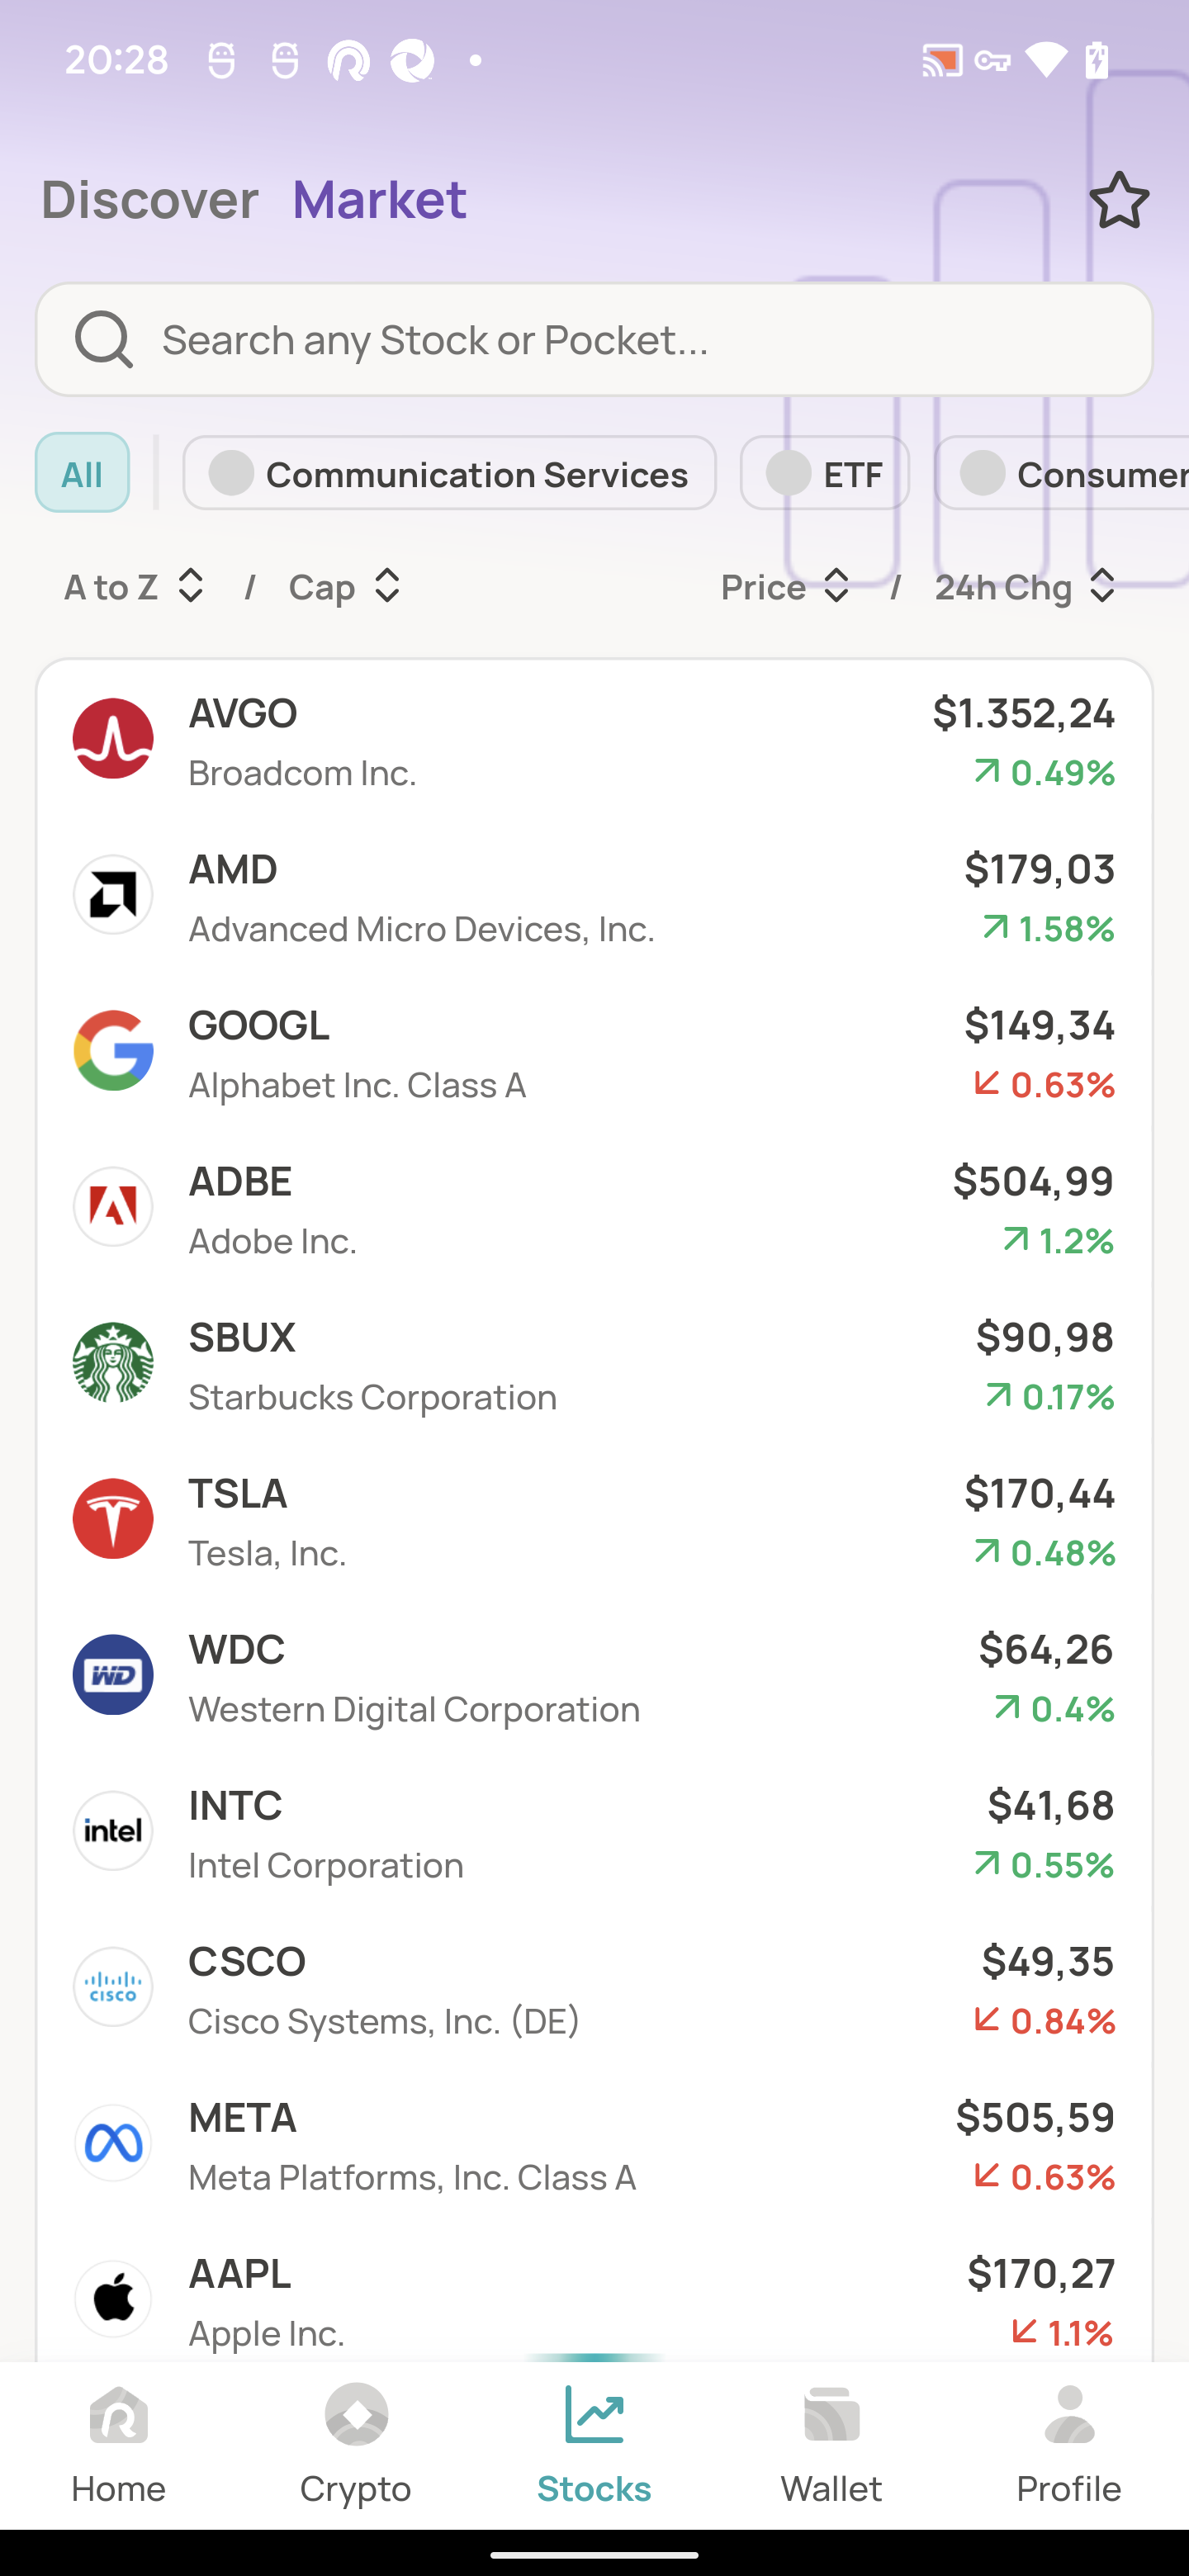 20:28
Discover Market
Search any Stock or Pocket...
All Communication Services ETF Consumer
A to Z / Cap Price / 24h Chg
AVGO $1.352,24
Broadcom Inc. 0.49%
AMD $179,03
Advanced Micro Devices, Inc. 1.58%
GOOGL $149,34
Alphabet Inc. Class A 0.63%
ADBE $504,99
Adobe Inc. 1.2%
SBUX $90,98
Starbucks Corporation 0.17%
TSLA $170,44
Tesla, Inc. 0.48%
WD
WDC $64,26
Western Digital Corporation 0.4%
intel
INTC $41,68
Intel Corporation 0.55%
CISCO
CSCO $49,35
Cisco Systems, Inc. (DE) 0.84%
META $505,59
Meta Platforms, Inc. Class A 0.63%
AAPL $170,27
Apple Inc. 1.1%
Home Crypto Stocks Wallet Profile